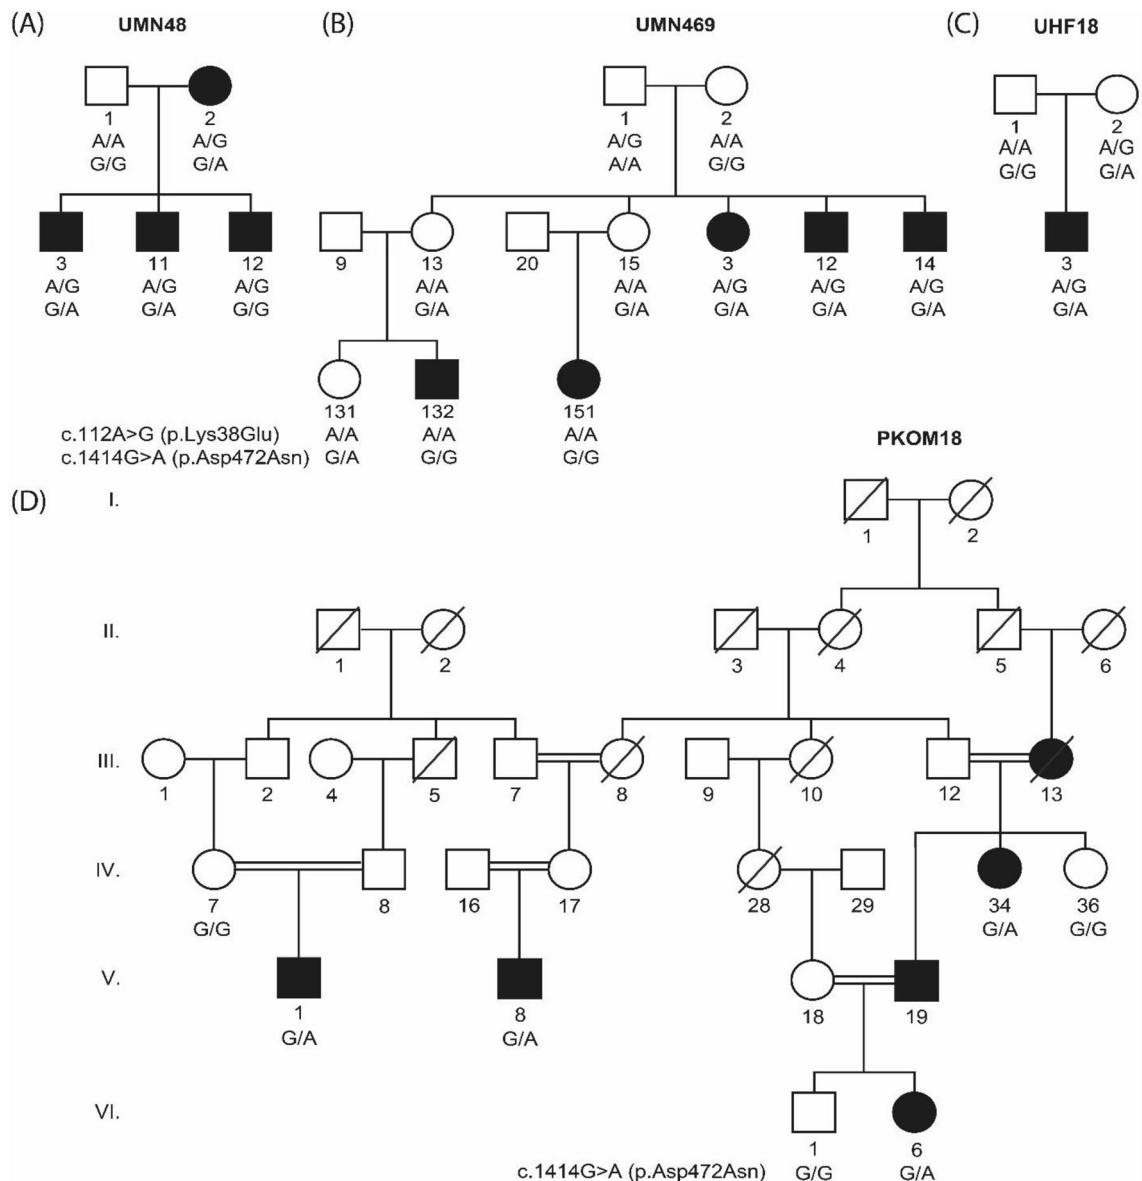 (A) UMN48 (B) UMN469 (C) UHF18
1 2 1 2 1 2
A/A A/G A/G A/A A/A A/G
G/G G/A A/A G/G G/G G/A
3 11 12 9 13 20 15 3 12 14 3
A/G A/G A/G A/A A/A A/G A/G A/G A/G
G/A G/A G/G G/A G/A G/A G/A G/A G/A
131 132 151
A/A A/A A/A
G/A G/G G/G
c.112A>G (p.Lys38Glu)
c.1414G>A (p.Asp472Asn)
PKOM18
(D) I.
1 2
II.
1 2 3 4 5 6
III.
1 2 4 5 7 8 9 10 12 13
IV.
7 8 16 17 28 29 34 36
G/G G/A G/G
V.
1 8 18 19
G/A G/A
VI.
1 6
c.1414G>A (p.Asp472Asn) G/G G/A